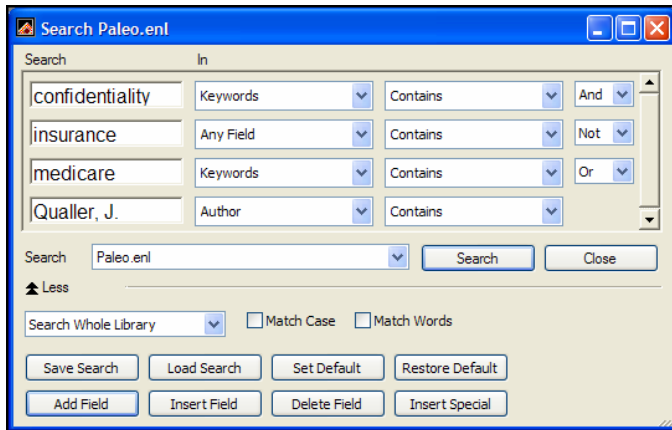 Search Paleo.enl
Search In
confidentiality Keywords Contains And
insurance Any Field Contains Not
medicare Keywords Contains Or
Qualler, J. Author Contains
Search Paleo.enl Search Close
Less
Search Whole Library Match Case Match Words
Save Search Load Search Set Default Restore Default
Add Field Insert Field Delete Field Insert Special